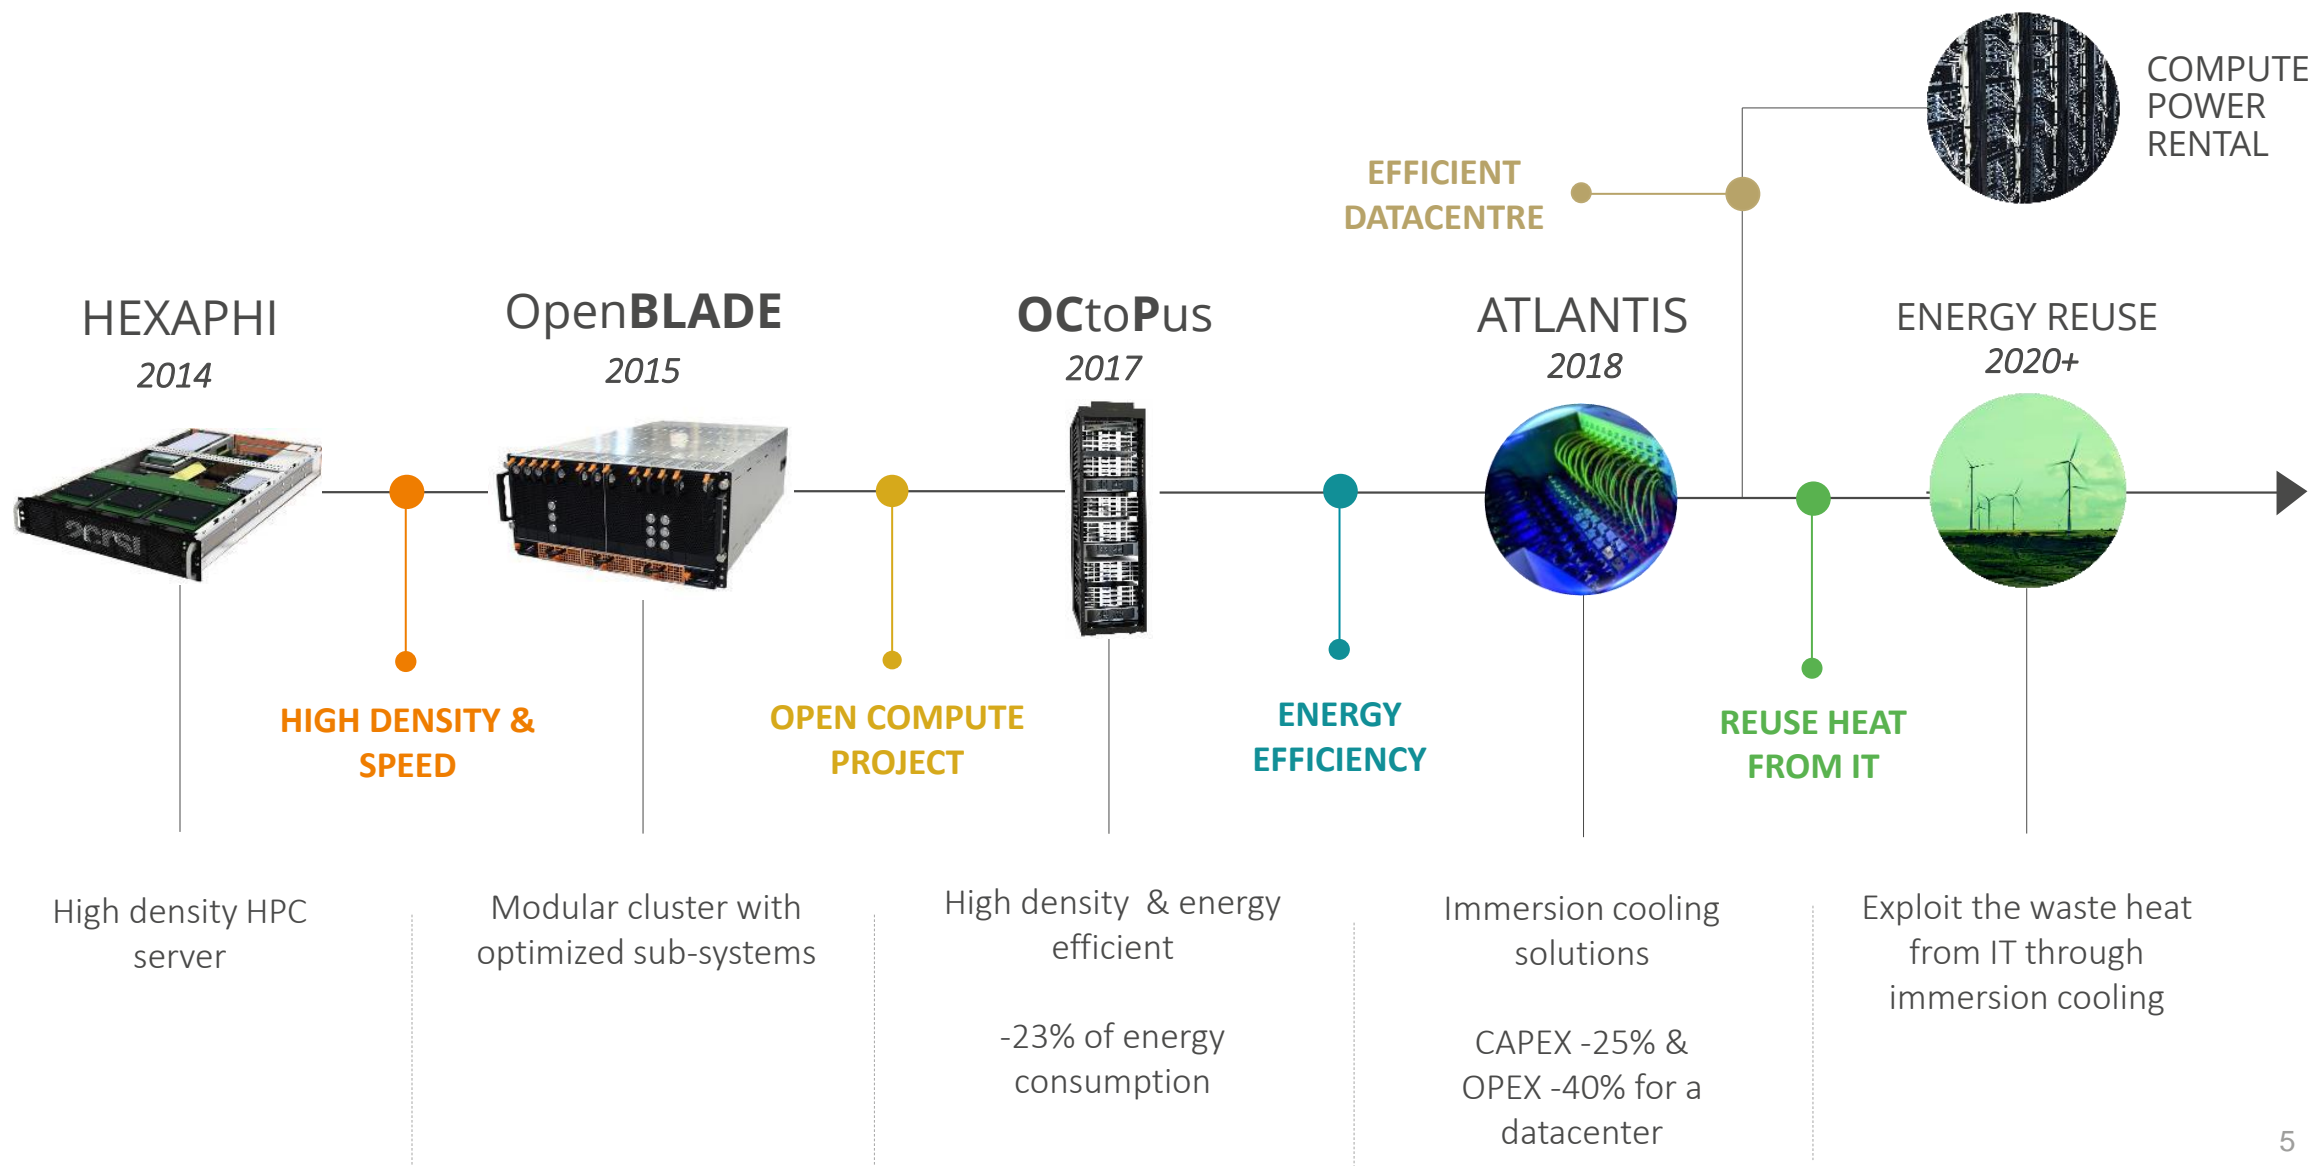 COMPUTE
POWER
RENTAL
EFFICIENT
DATACENTRE
HEXAPHI
2014
OpenBLADE
2015
OCtoPus
2017
ATLANTIS
2018
ENERGY REUSE
2020+
2CRSI
HIGH DENSITY &
SPEED
OPEN COMPUTE
PROJECT
ENERGY
EFFICIENCY
REUSE HEAT
FROM IT
High density HPC
server
Modular cluster with
optimized sub-systems
High density & energy
efficient
-23% of energy
consumption
Immersion cooling
solutions
CAPEX -25% &
OPEX -40% for a
datacenter
Exploit the waste heat
from IT through
immersion cooling
5